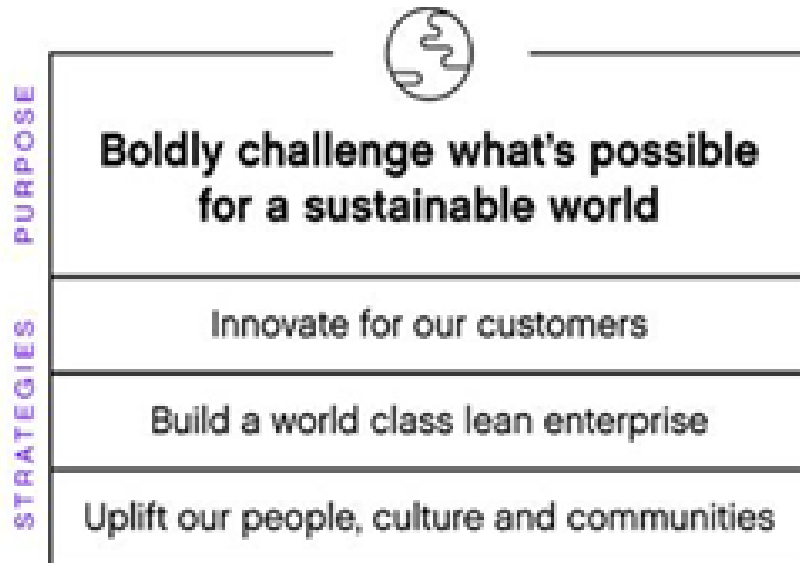 PURPOSE
Boldly challenge what's possible
for a sustainable world
STRATEGIES
Innovate for our customers
Build a world class lean enterprise
Uplift our people, culture and communities